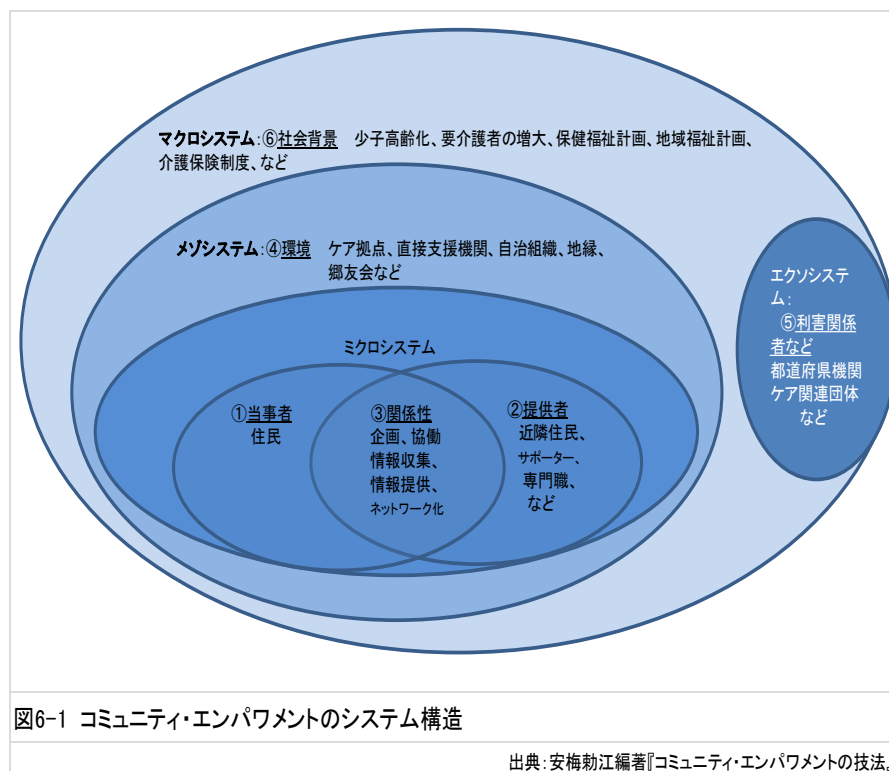 マクロシステム:⑥社会背景　少子高齢化、要介護者の増大、保健福祉計画、地域福祉計画、
介護保険制度、など
メゾシステム:④環境　ケア拠点、直接支援機関、自治組織、地縁、
郷友会など
エクソシステ
ム:
⑤利害関係
者など
都道府県機関
ケア関連団体
など
ミクロシステム
①当事者
住民
③関係性
企画、協働
情報収集、
情報提供、
ネットワーク化
②提供者
近隣住民、
サポーター、
専門職、
など
図6-1 コミュニティ・エンパワメントのシステム構造
出典:安梅勅江編著『コミュニティ・エンパワメントの技法』